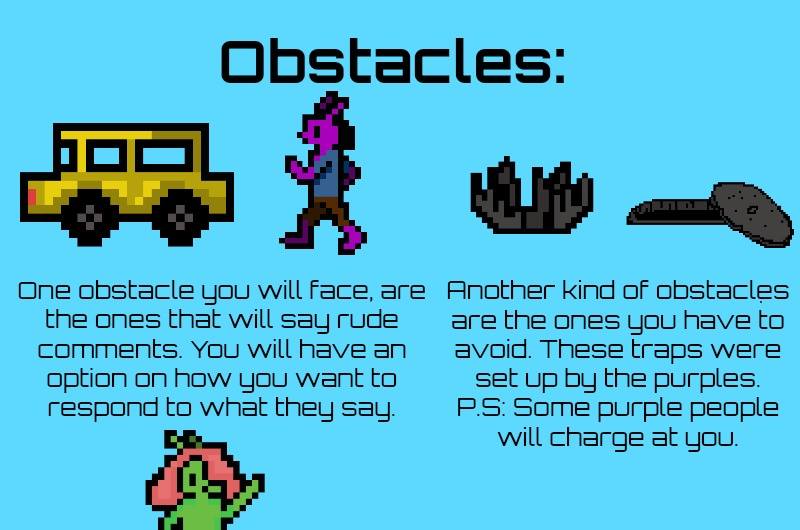 Obstacles:
One obstacle you will face, are
the ones that will say rude
comments. You will have an
option on how you want to
respond to what they say.
Another kind of obstacles
are the ones you have to
avoid. These traps were
set up by the purples.
P.S: Some purple people
will charge at you.